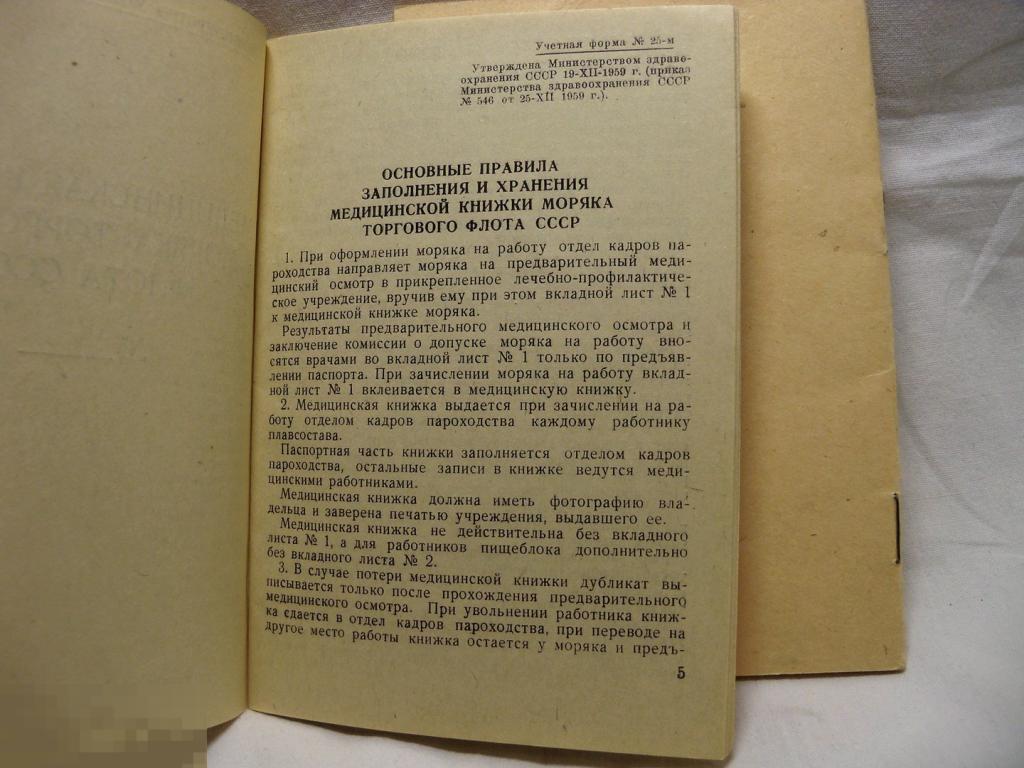 Учетная форма № 25-м
Утверждена Министерством здраво-
охранения СССР 19-XII-1959 г. (приказ
Министерства здравоохранения СССР
№ 546 от 25-XII 1959 г.).
ОСНОВНЫЕ ПРАВИЛА
ЗАПОЛНЕНИЯ И ХРАНЕНИЯ
МЕДИЦИНСКОЙ КНИЖКИ МОРЯКА
ТОРГОВОГО ФЛОТА СССР
1. При оформлении моряка на работу отдел кадров па-
роходства направляет моряка на предварительный меди-
цинский осмотр в прикрепленное лечебно-профилактиче-
ское учреждение, вручив ему при этом вкладной лист № 1
к медицинской книжке моряка.
Результаты предварительного медицинского осмотра и
заключение комиссии о допуске моряка на работу вно-
сятся врачами во вкладной лист № 1 только по предъяв-
лении паспорта. При зачислении моряка на работу вклад-
ной лист № 1 вклеивается в медицинскую книжку.
2. Медицинская книжка выдается при зачислении на ра-
боту отделом кадров пароходства каждому работнику
плавсостава.
Паспортная часть книжки заполняется отделом кадров
пароходства, остальные записи в книжке ведутся меди-
цинскими работниками.
Медицинская книжка должна иметь фотографию вла-
дельца и заверена печатью учреждения, выдавшего ее.
Медицинская книжка не действительна без вкладного
листа № 1, а для работников пищеблока дополнительно
без вкладного листа № 2.
3. В случае потери медицинской книжки дубликат вы-
писывается только после прохождения предварительного
медицинского осмотра. При увольнении работника книж-
ка сдается в отдел кадров пароходства, при переводе на
другое место работы книжка остается у моряка и предъ-
5